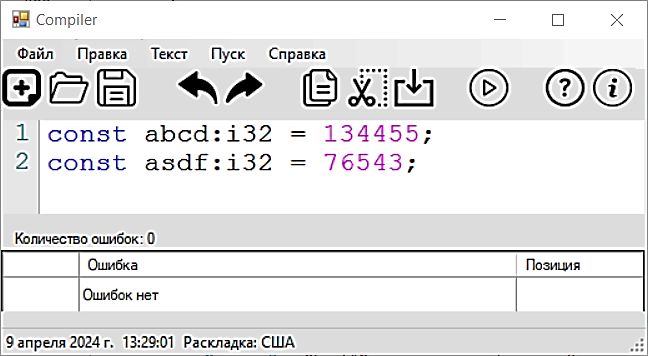 Compiler
Файл Правка Текст Пуск Справка
1 const abcd:i32 = 134455;
2 const asdf:i32 = 76543;
Количество ошибок: 0
Ошибка Позиция
Ошибок нет
9 апреля 2024 г. 13:29:01 Раскладка: США